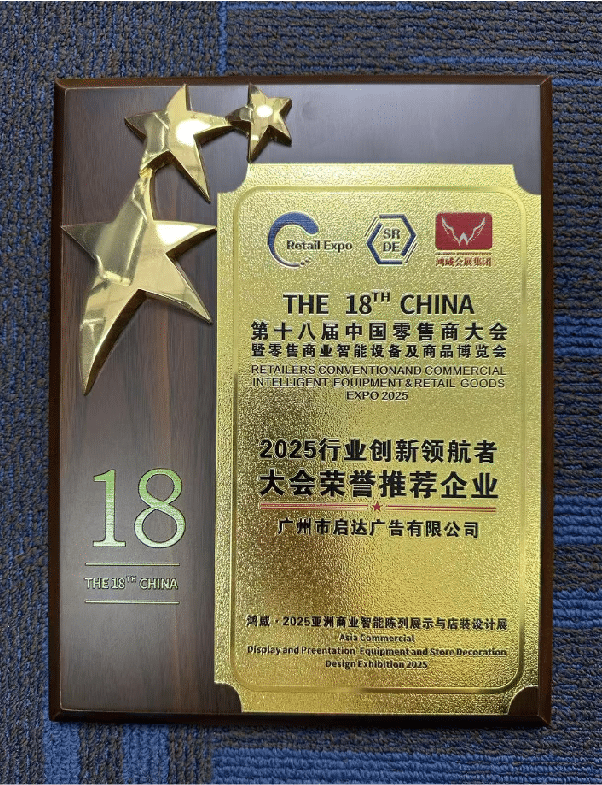 Retail Expo
SR
DE
鸿威会展集团
THE 18TH CHINA
第十八届中国零售商大会
暨零售商业智能设备及商品博览会
RETAILERS CONVENTIONAND COMMERCIAL
INTELLIGENT EQUIPMENT & RETAIL GOODS
EXPO 2025
2025行业创新领航者
大会荣誉推荐企业
广州市启达广告有限公司
18
THE 18TH CHINA
鸿威·2025亚洲商业智能陈列展示与店装设计展
Asia Commercial
Display and Preentation Equipment and Store Decoration
Design Exhibition 2025